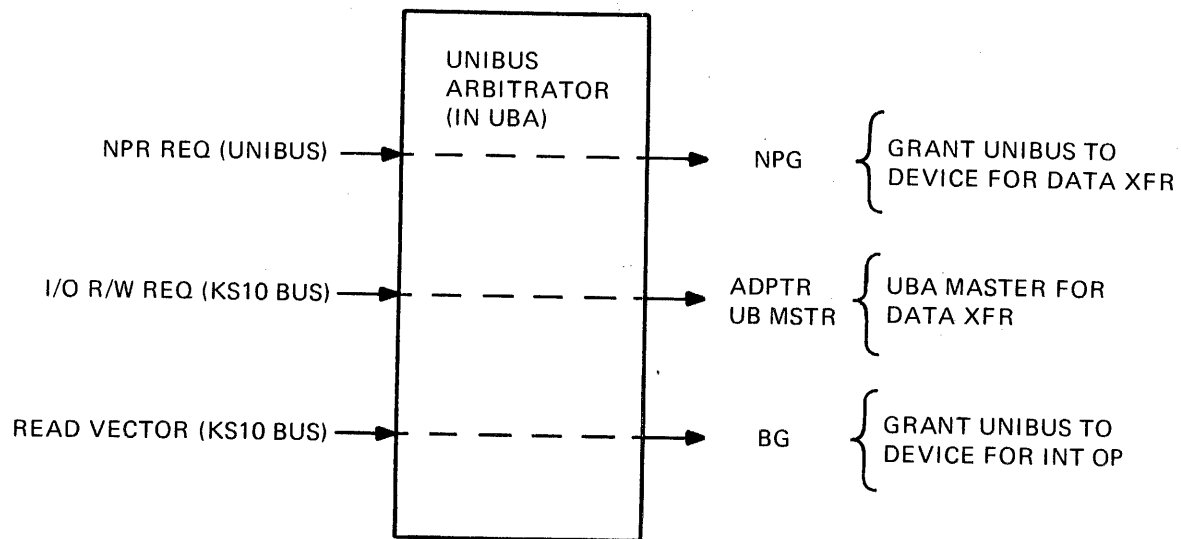 UNIBUS
ARBITRATOR
(IN UBA)
NPR REQ (UNIBUS)
NPG
GRANT UNIBUS TO
DEVICE FOR DATA XFR
I/O R/W REQ (KS10 BUS)
ADPTR
UB MSTR
UBA MASTER FOR
DATA XFR
READ VECTOR (KS10 BUS)
BG
GRANT UNIBUS TO
DEVICE FOR INT OP